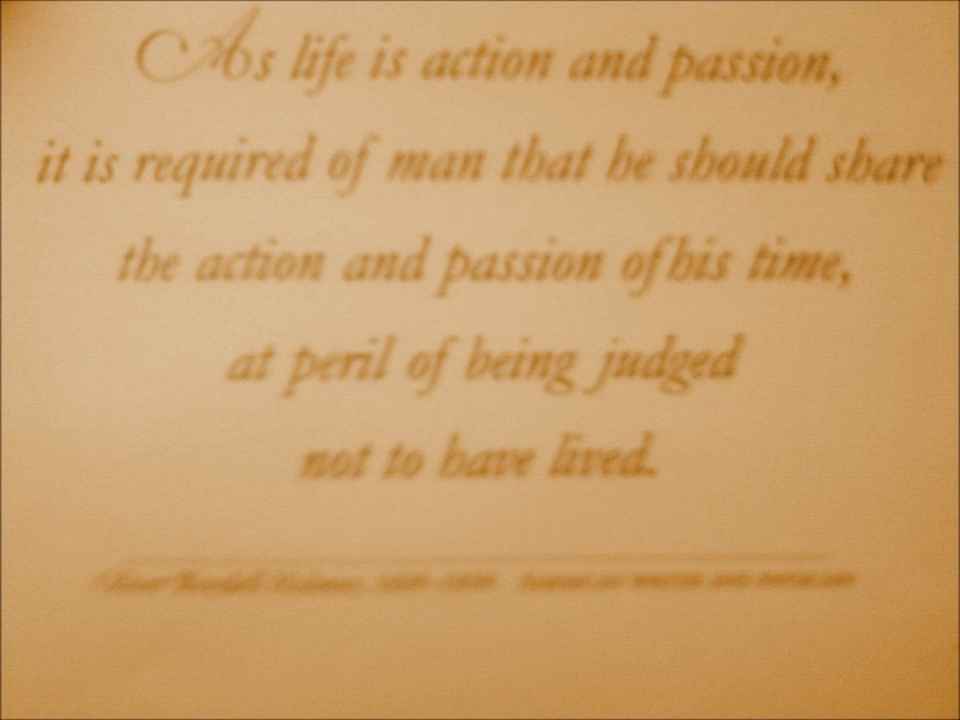 As life is action and passion,
it is required of man that he should share
the action and passion of his time,
at peril of being judged
not to have lived.